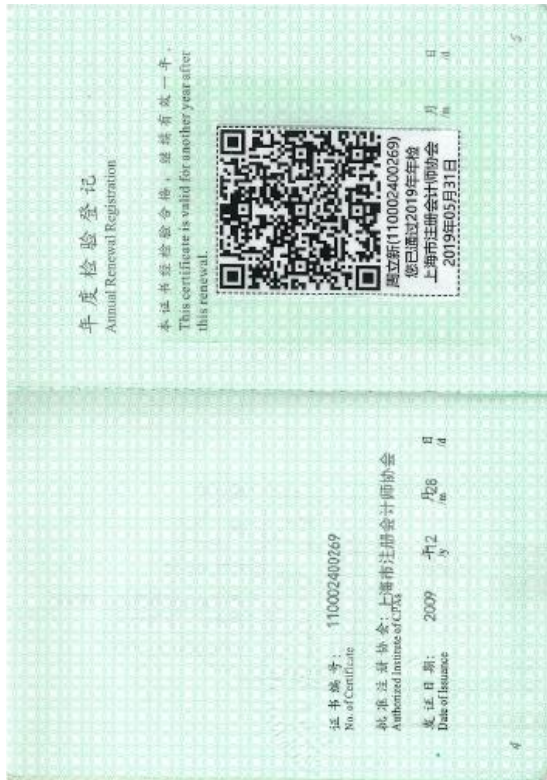 证书编号: 110002400269
No. of Certificate
批准注册协会: 上海市注册会计师协会
Authorized Institute of CPAs
发证日期: 2009 年12 月28 日
Date of Issuance /y /m /d
4
年度检验登记
Annual Renewal Registration
本证书经检验合格，继续有效一年.
This certificate is valid for another year after
this renewal.
周立新(110002400269)
您已通过2019年年检
上海市注册会计师协会
2019年05月31日
月 日
/m /d
5